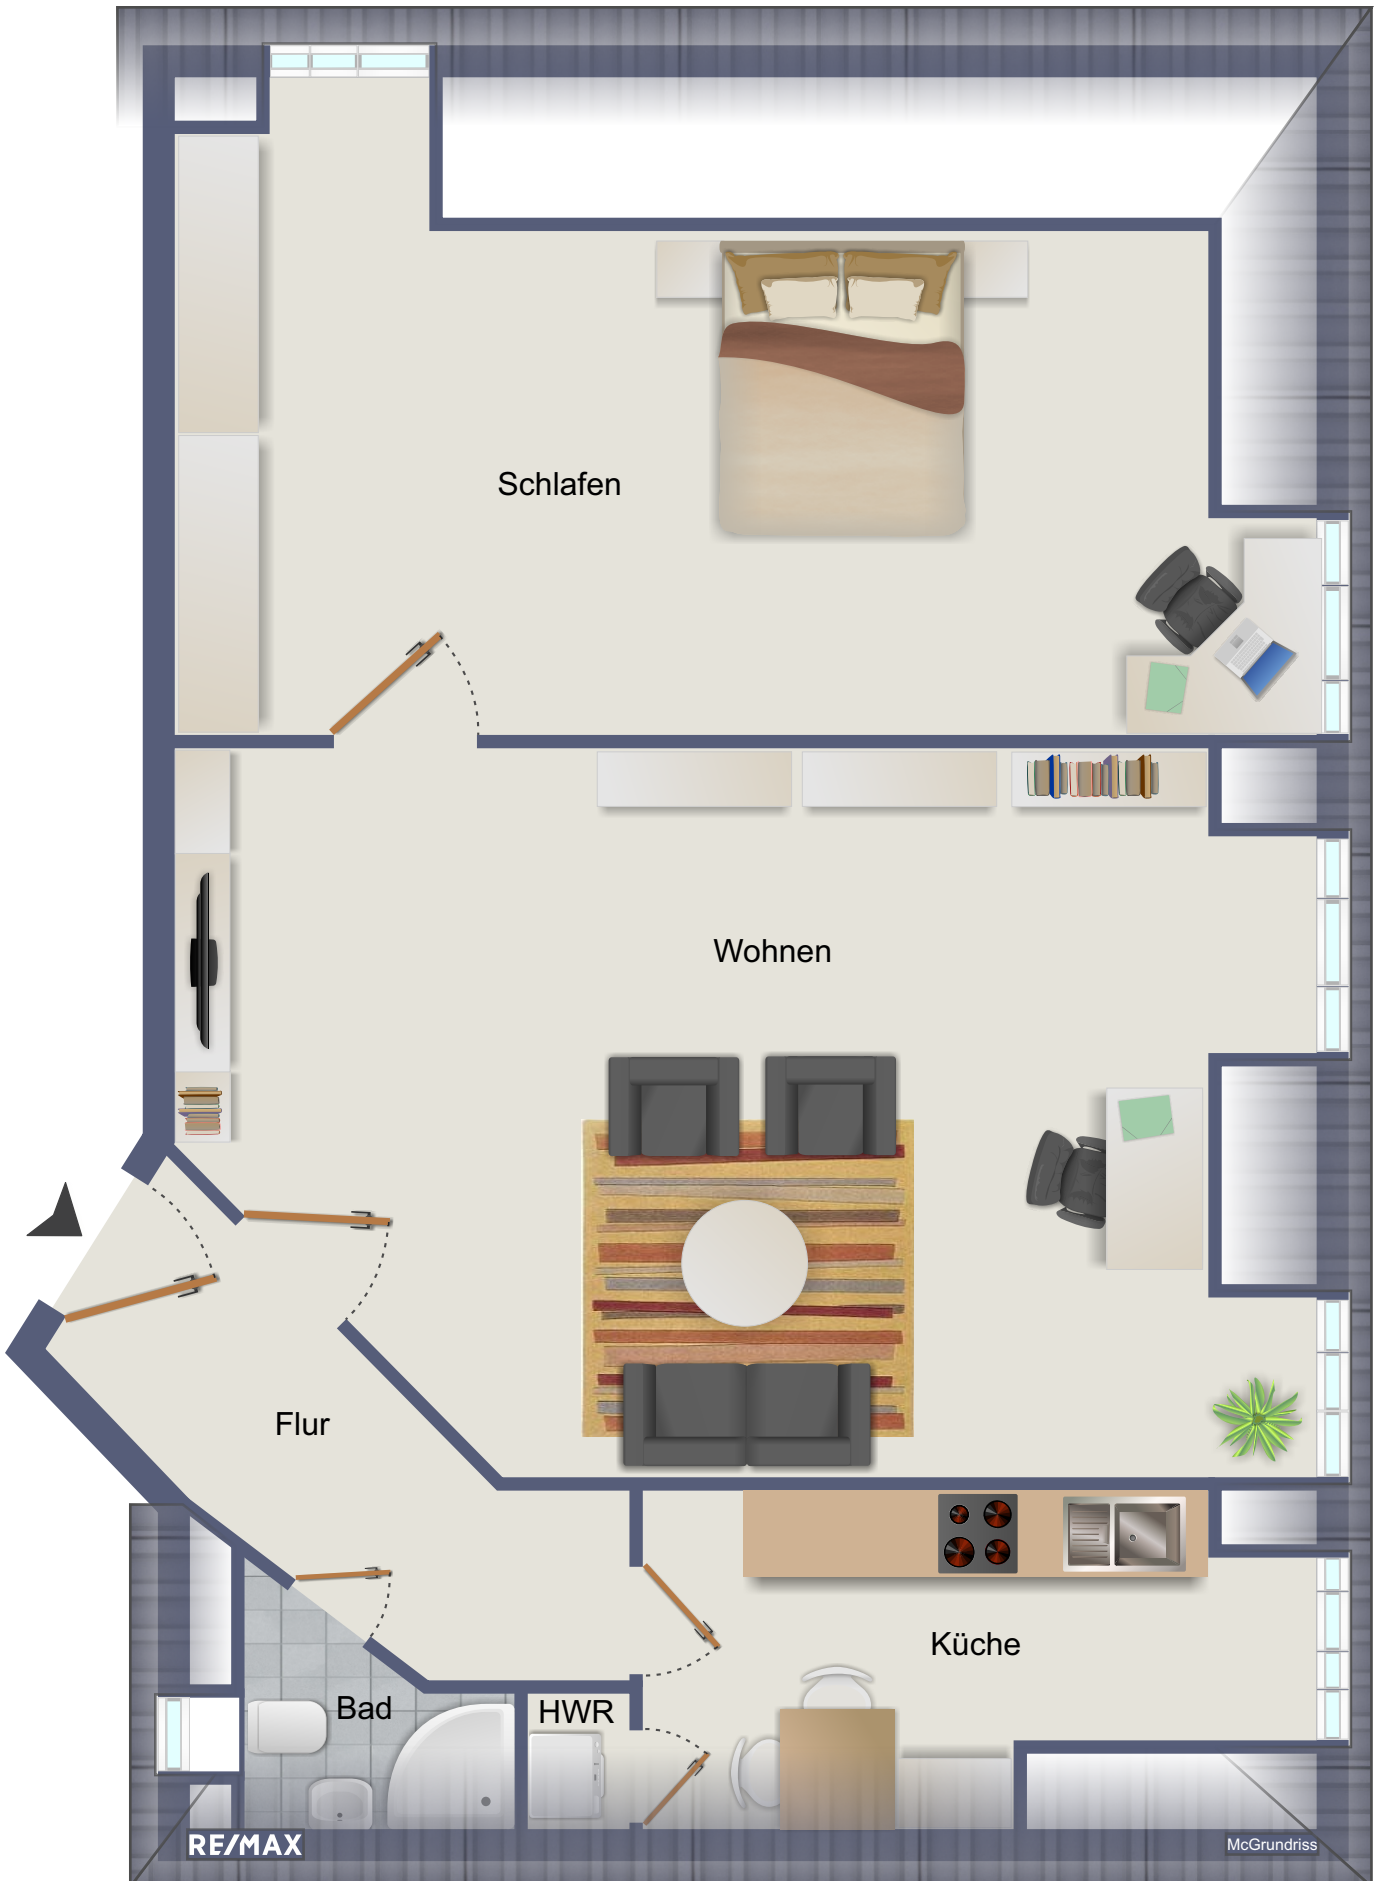 Schlafen
Wohnen
Flur
Küche
Bad
HWR
RE/MAX
McGrundriss